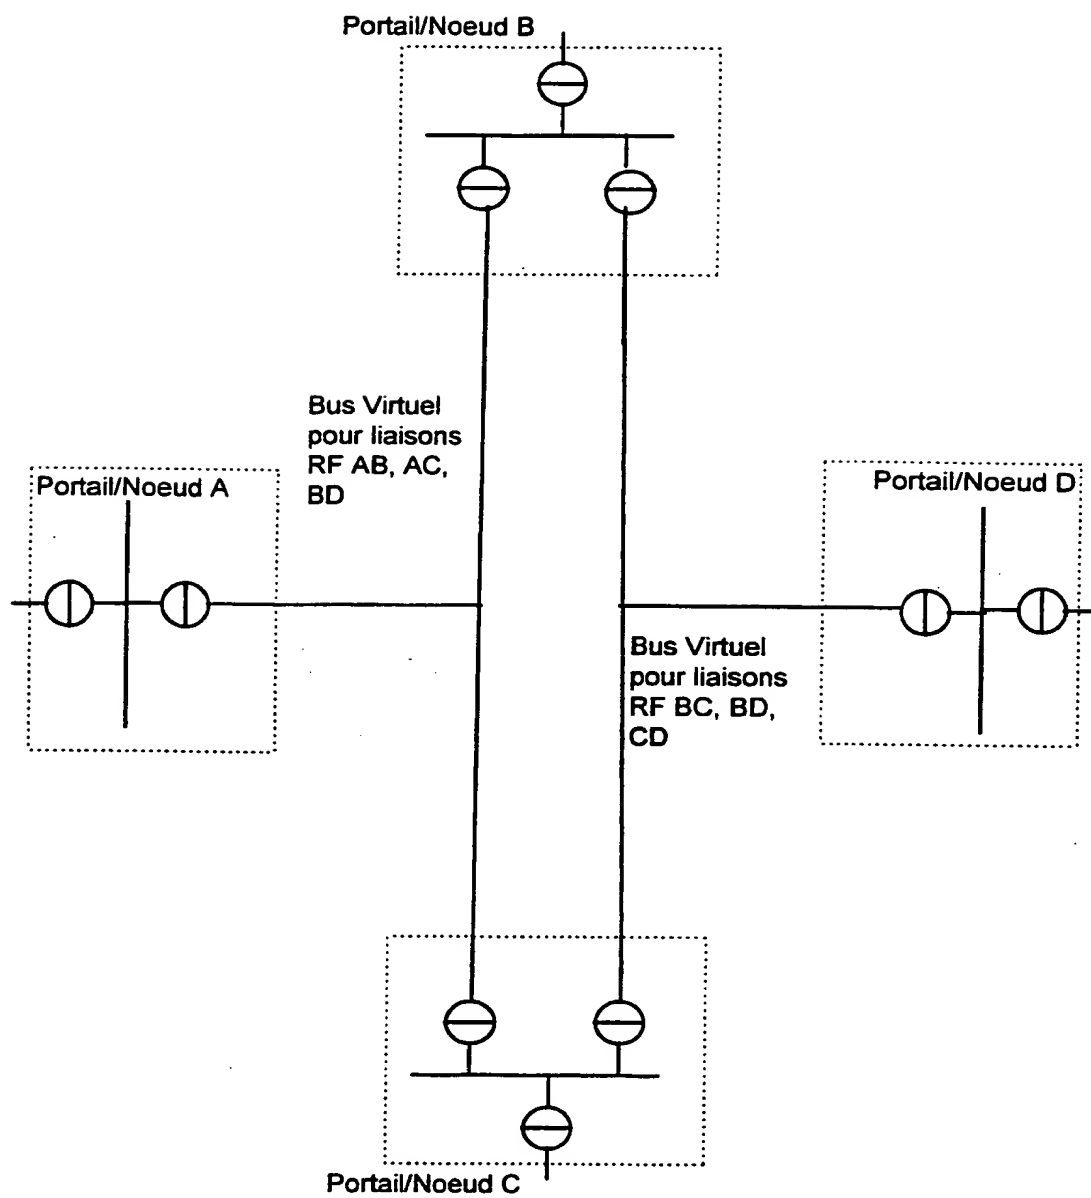 Portail/Noeud B
Bus Virtuel
pour liaisons
RF AB, AC,
BD
Portail/Noeud A
Portail/Noeud D
Bus Virtuel
pour liaisons
RF BC, BD,
CD
Portail/Noeud C